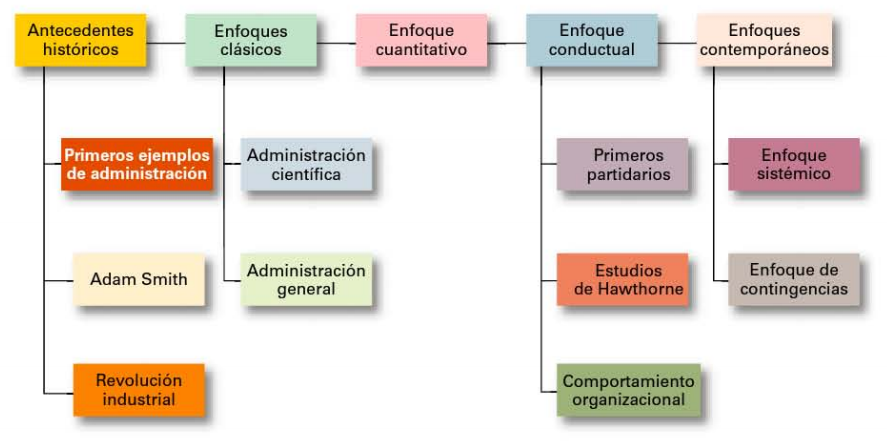 Antecedentes
históricos
Enfoques
clásicos
Enfoque
cuantitativo
Enfoque
conductual
Enfoques
contemporáneos
Primeros ejemplos
de administración
Administración
científica
Primeros
partidarios
Enfoque
sistémico
Adam Smith
Administración
general
Estudios
de Hawthorne
Enfoque de
contingencias
Revolución
industrial
Comportamiento
organizacional